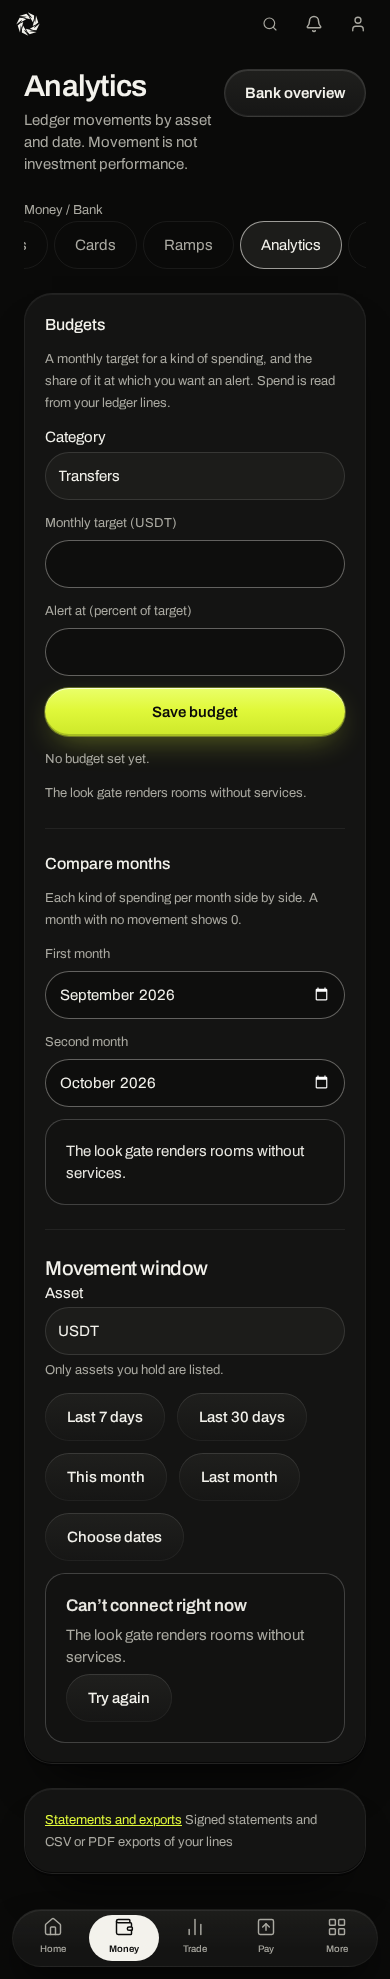 Analytics
Bank overview
Ledger movements by asset
and date. Movement is not
investment performance.
Money / Bank
s
Cards
Ramps
Analytics
Budgets
A monthly target for a kind of spending, and the
share of it at which you want an alert. Spend is read
from your ledger lines.
Category
Transfers
Monthly target (USDT)
Alert at (percent of target)
Save budget
No budget set yet.
The look gate renders rooms without services.
Compare months
Each kind of spending per month side by side. A
month with no movement shows 0.
First month
September 2026
Second month
October 2026
The look gate renders rooms without
services.
Movement window
Asset
USDT
Only assets you hold are listed.
Last 7 days
Last 30 days
This month
Last month
Choose dates
Can’t connect right now
The look gate renders rooms without
services.
Try again
Statements and exports Signed statements and
CSV or PDF exports of your lines
Home
Money
Trade
Pay
More